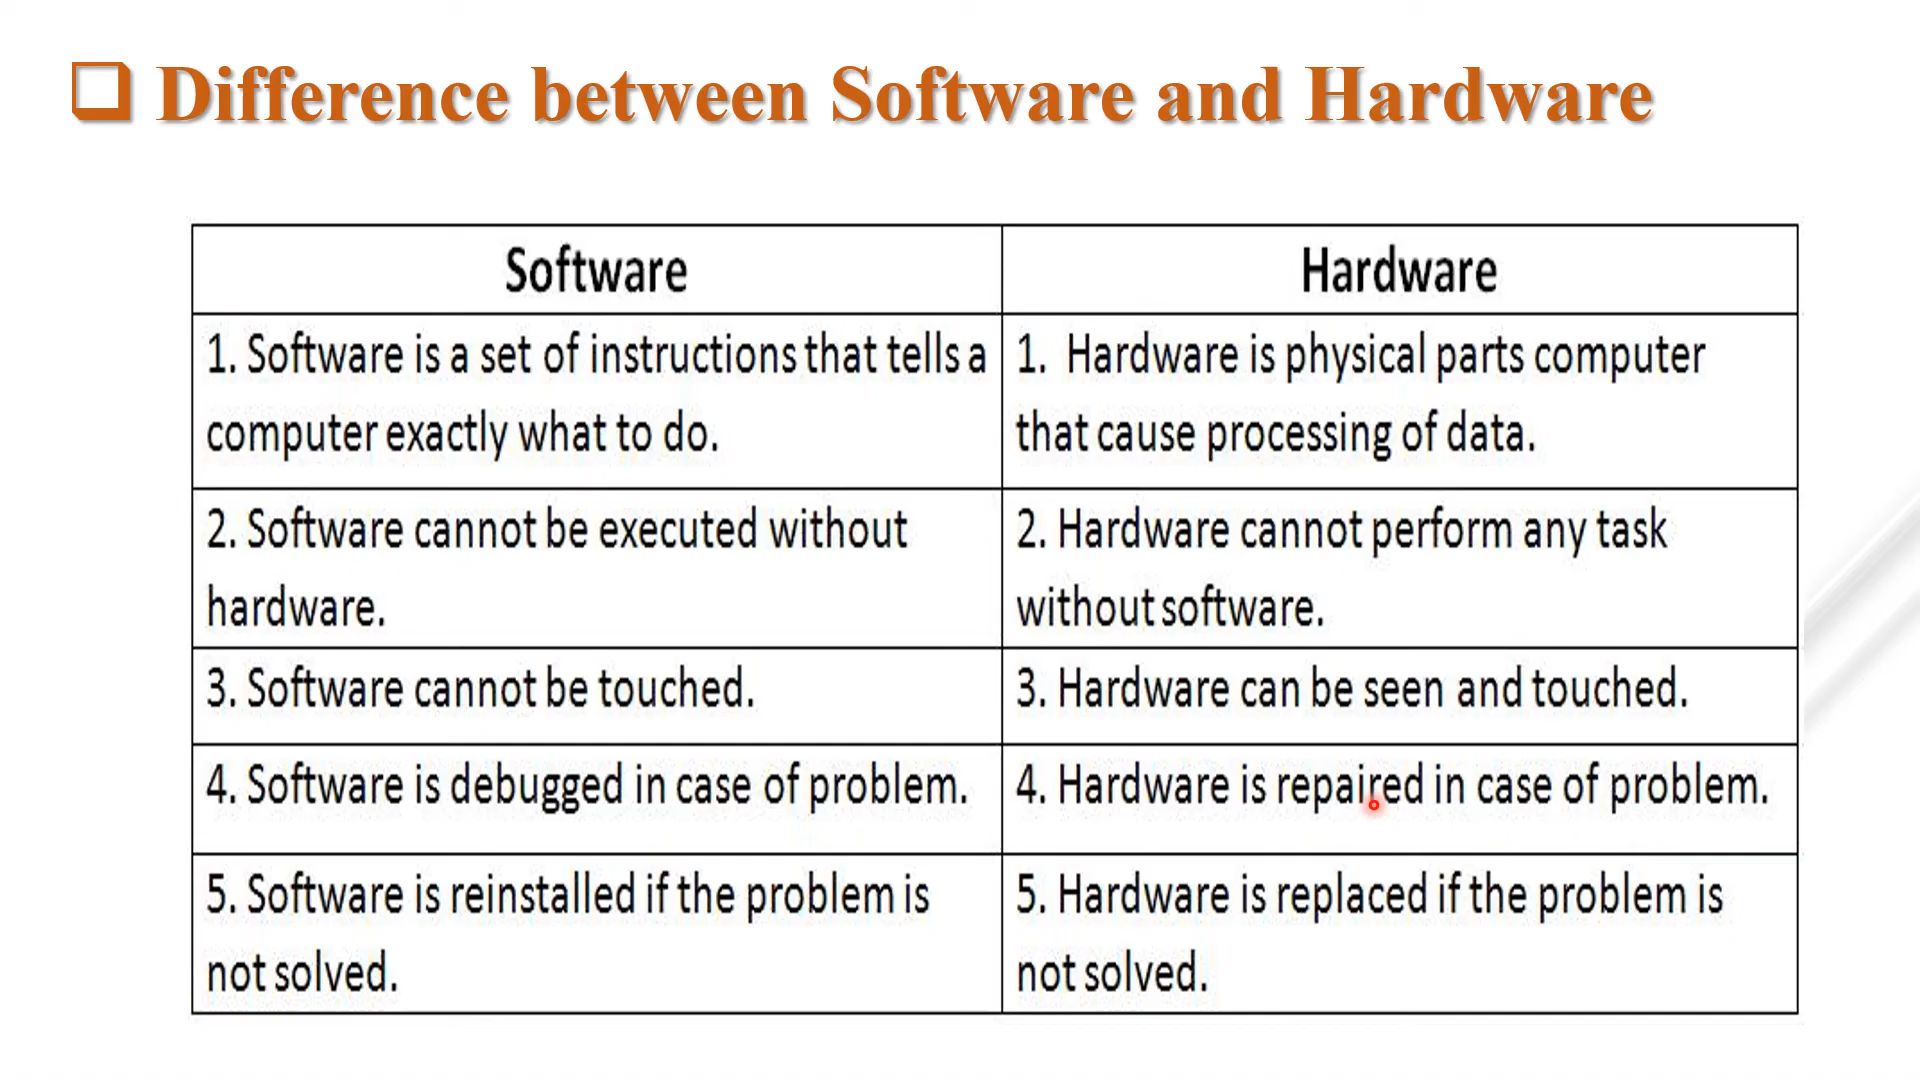 Difference between Software and Hardware
Software
Hardware
1. Software is a set of instructions that tells a
computer exactly what to do.
1. Hardware is physical parts computer
that cause processing of data.
2. Software cannot be executed without
hardware.
2. Hardware cannot perform any task
without software.
3. Software cannot be touched.
3. Hardware can be seen and touched.
4. Software is debugged in case of problem.
4. Hardware is repaired in case of problem.
5. Software is reinstalled if the problem is
not solved.
5. Hardware is replaced if the problem is
not solved.